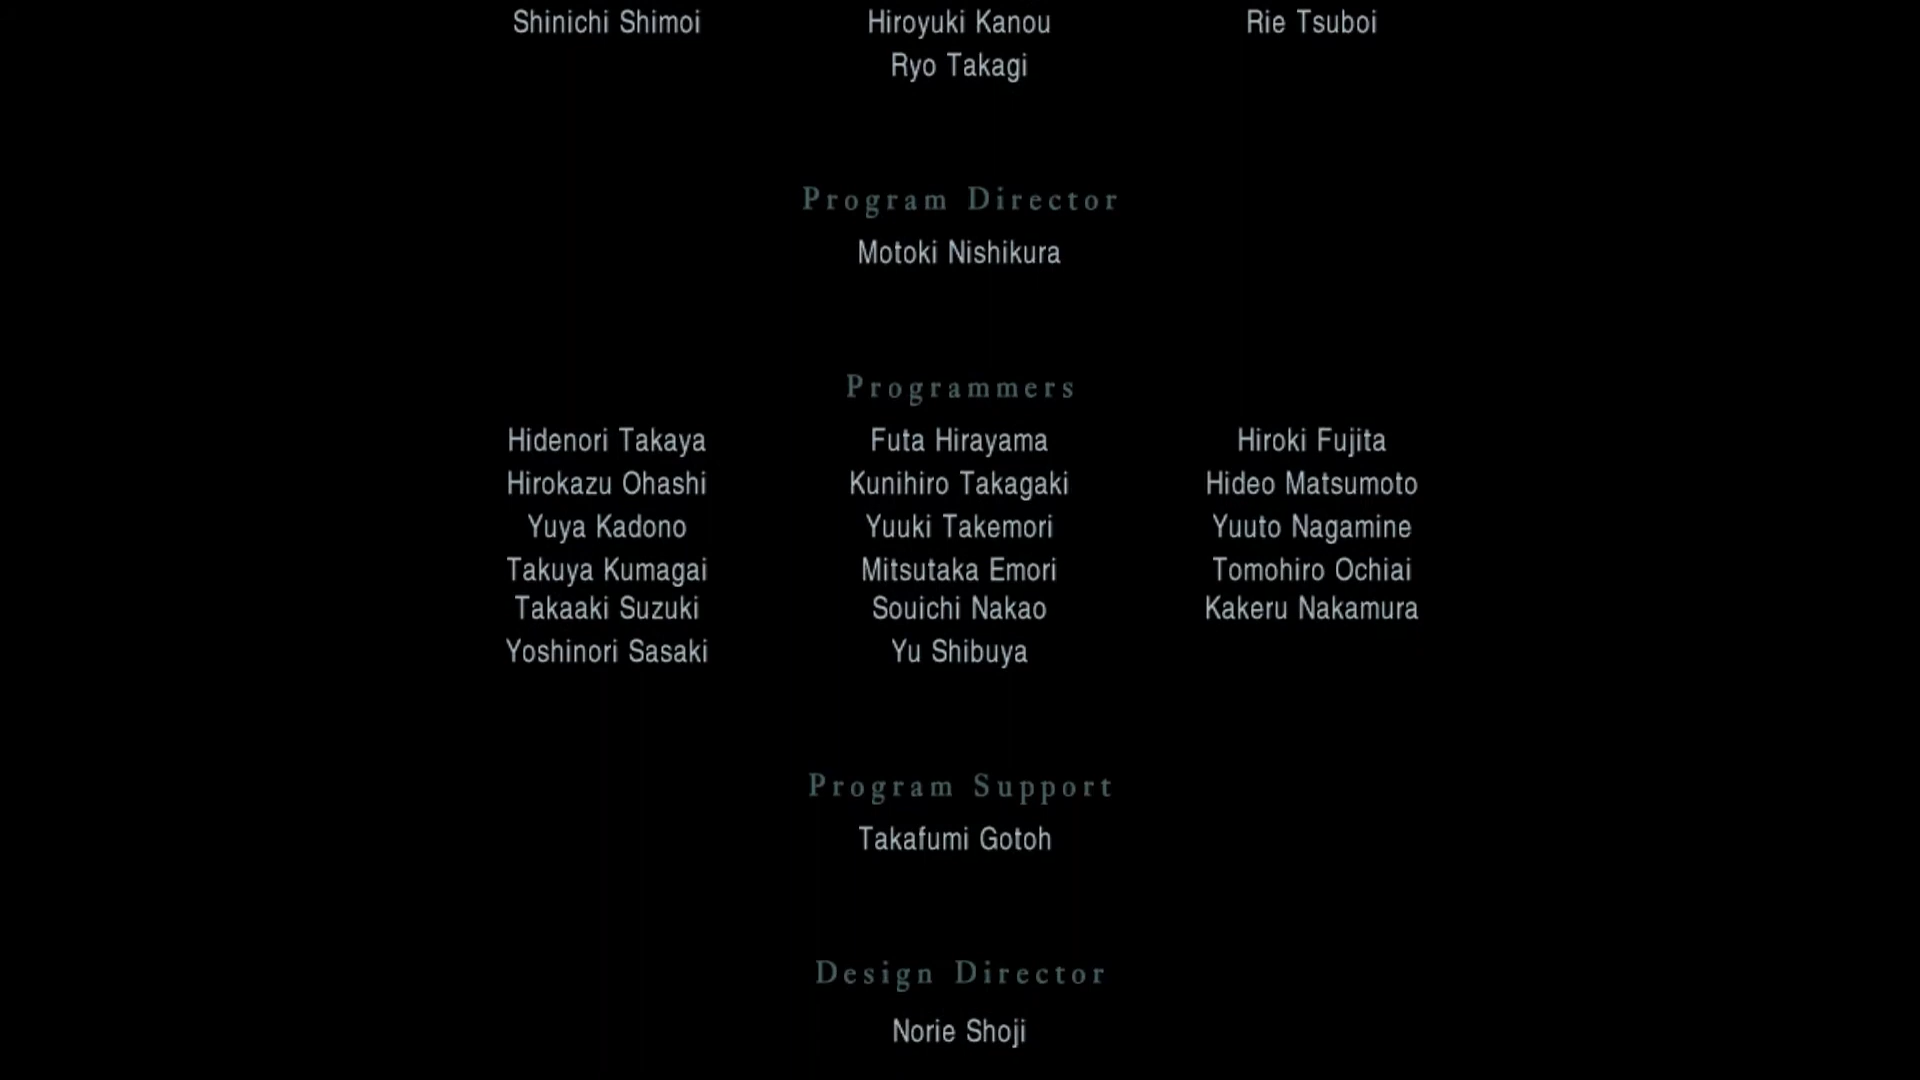 Shinichi Shimoi Hiroyuki Kanou Rie Tsuboi
Ryo Takagi
Program Director
Motoki Nishikura
Programmers
Hidenori Takaya Futa Hirayama Hiroki Fujita
Hirokazu Ohashi Kunihiro Takagaki Hideo Matsumoto
Yuya Kadono Yuuki Takemori Yuuto Nagamine
Takuya Kumagai Mitsutaka Emori Tomohiro Ochiai
Takaaki Suzuki Souichi Nakao Kakeru Nakamura
Yoshinori Sasaki Yu Shibuya
Program Support
Takafumi Gotoh
Design Director
Norie Shoji